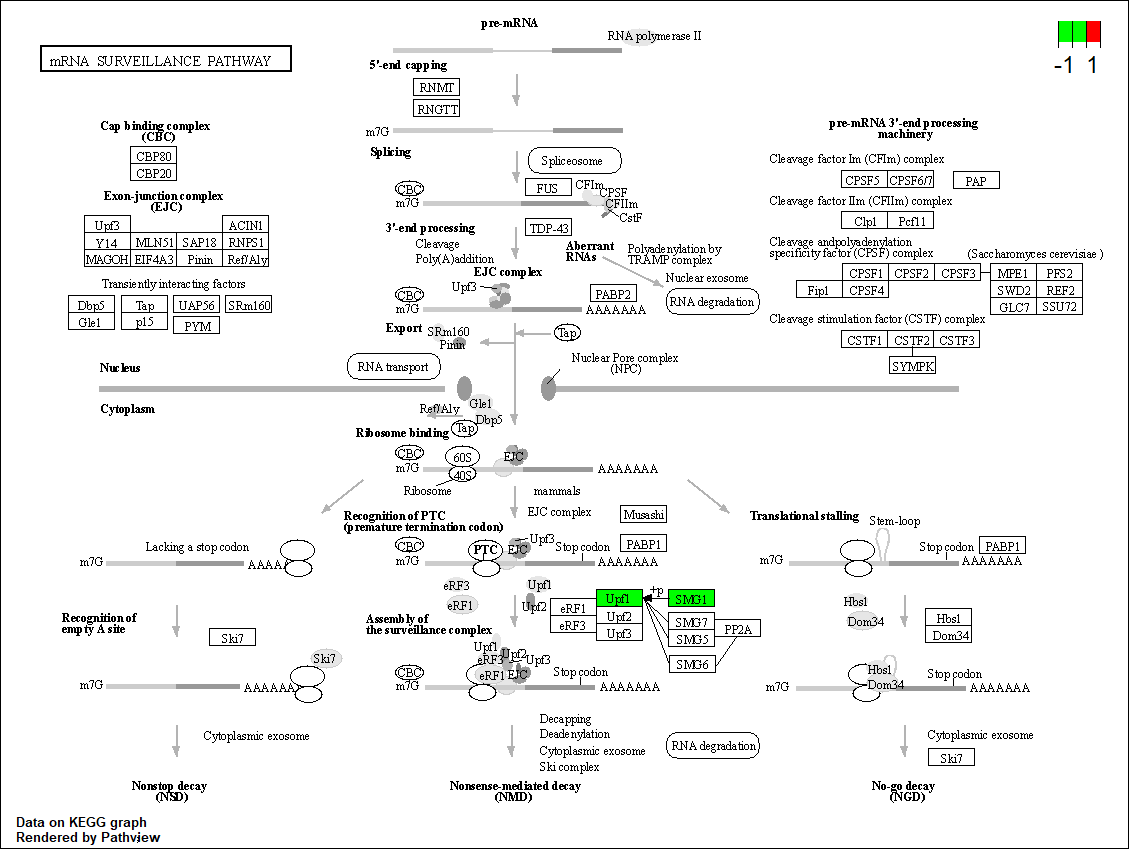 pre-mRNA
RNA polymerase II
-1 1
mRNA SURVEILLANCE PATHWAY
5'-end capping
RNMT
RNGTT
m7G
Cap binding complex
(CBC)
CBP80
CBP20
Exon-junction complex
(EJC)
Upf3 ACIN1
Y14 MLN51 SAP18 RNPS1
MAGOH EIF4A3 Pinin Ref/Aly
Transiently interacting factors
Dbp5 Tap UAP56 SRm160
Gle1 p15 PYM
Splicing
Spliceosome
CBC
m7G
FUS
CFIm
CPSF
CFIIm
CstF
3'-end processing
TDP-43
Cleavage
Poly(A)addition
Aberrant
RNAs
Polyadenylation by
TRAMP complex
Nuclear exosome
RNA degradation
EJC complex
Upf3
CBC
m7G
PABP2
AAAAAAA
Export
SRm160
Pinin
Tap
pre-mRNA 3'-end processing
machinery
Cleavage factor Im (CFIm) complex
CPSF5 CPSF6/7 PAP
Cleavage factor IIm (CFIIm) complex
Clp1 Pcf11
Cleavage andpolyadenylation
specificity factor (CPSF) complex
(Saccharomyces cerevisiae )
CPSF1 CPSF2 CPSF3 MPE1 PFS2
Fip1 CPSF4 SWD2 REF2
GLC7 SSU72
Cleavage stimulation factor (CSTF) complex
CSTF1 CSTF2 CSTF3
SYMPK
RNA transport
Nuclear Pore complex
(NPC)
Nucleus
Cytoplasm
Ref/Aly
Gle1
Dbp5
Tap
Ribosome binding
CBC
m7G
60S
40S
EJC
AAAAAAA
Ribosome
mammals
EJC complex
Recognition of PTC
(premature termination codon)
Musashi
CBC
m7G
PTC
EJC
Upf3
Stop codon
PABP1
AAAAAAA
Translational stalling
Stem-loop
m7G
Stop codon
PABP1
AAAAAAA
Lacking a stop codon
m7G
AAAAA
Recognition of
empty A site
Ski7
Ski7
m7G
AAAAAA
Cytoplasmic exosome
Nonstop decay
(NSD)
eRF3
eRF1
Upf1
Upf2
Assembly of
the surveillance complex
eRF1
eRF3
Upf1
Upf2
Upf3
+p
SMG1
SMG7
SMG5
SMG6
PP2A
Upf1
Upf2
eRF3
Upf3
eRF1
EJC
CBC
m7G
Stop codon
AAAAAAA
Decapping
Deadenylation
Cytoplasmic exosome
Ski complex
RNA degradation
Nonsense-mediated decay
(NMD)
Hbs1
Dom34
Hbs1
Dom34
Hbs1
Dom34
m7G
Stop codon
AAAAAAA
Cytoplasmic exosome
Ski7
No-go decay
(NGD)
Data on KEGG graph
Rendered by Pathview